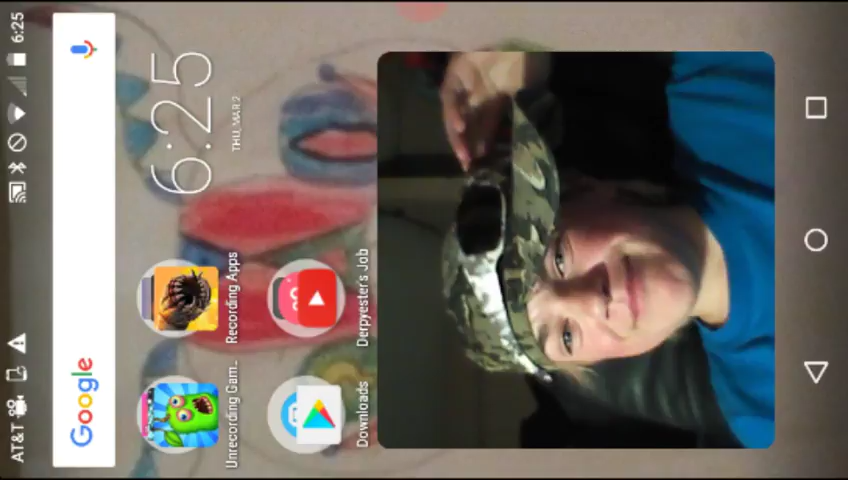 AT&T
6:25
Google
6:25
THU, MAR 2
Unrecording Gam..
Recording Apps
Downloads
Derpyester's Job